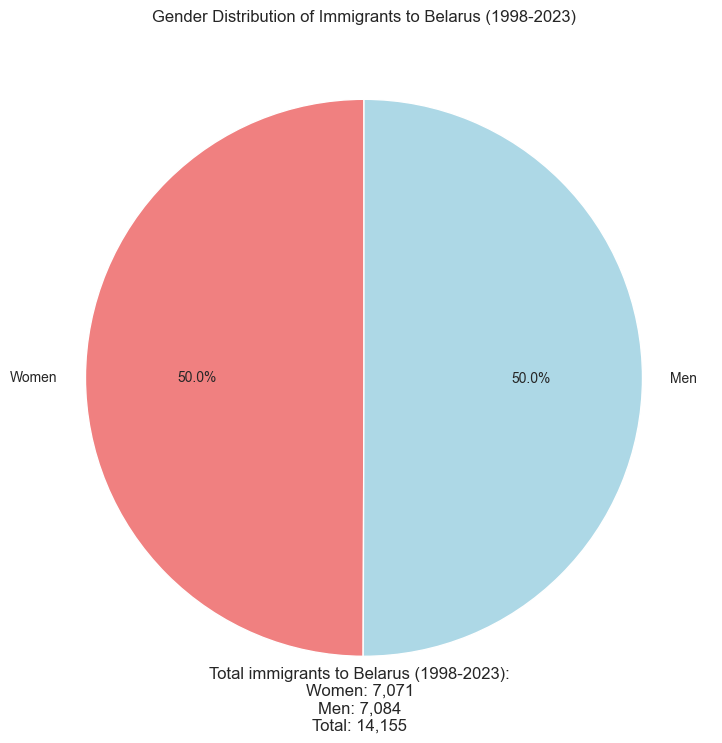 Gender Distribution of Immigrants to Belarus (1998-2023)
Women
50.0%
50.0%
Men
Total immigrants to Belarus (1998-2023):
Women: 7,071
Men: 7,084
Total: 14,155